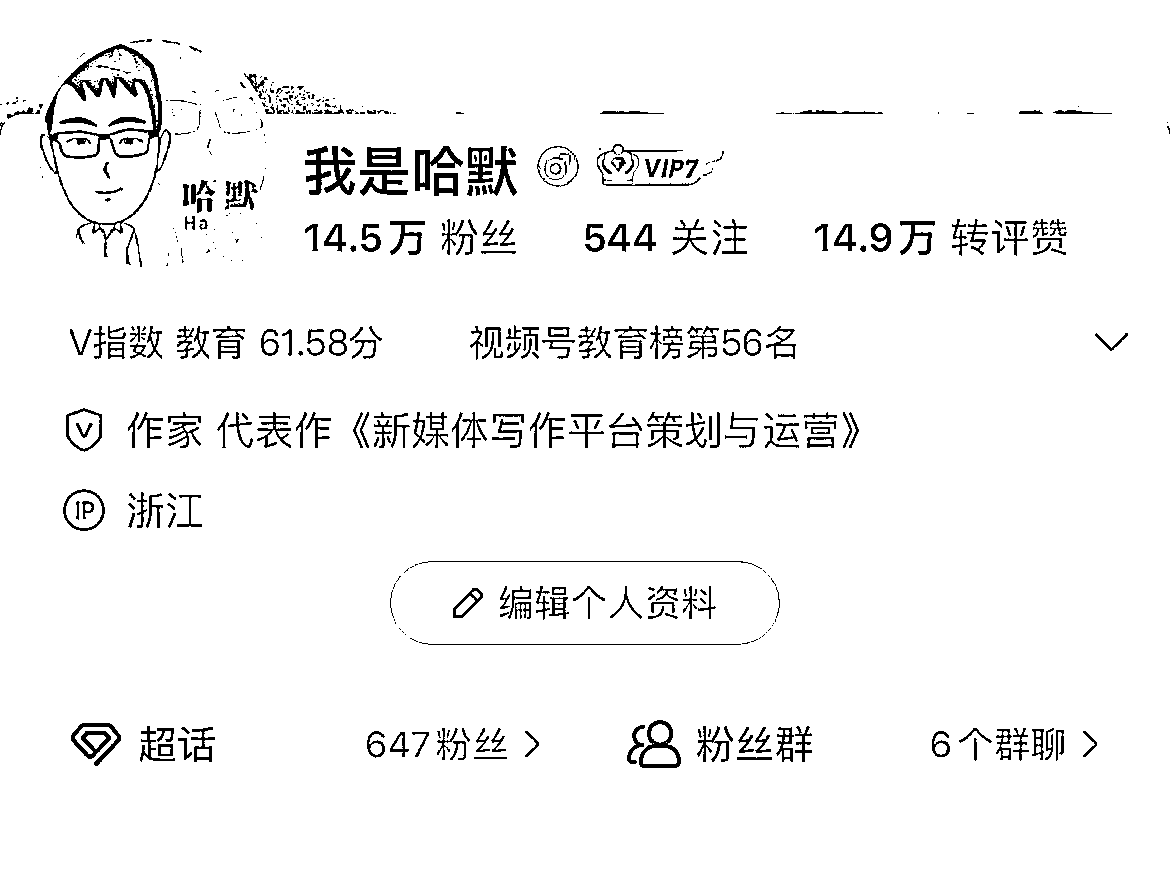 哈默
Ha
我是哈默 VIP7
14.5万 粉丝 544 关注 14.9万 转评赞
V指数 教育 61.58分 视频号教育榜第56名
作家 代表作《新媒体写作平台策划与运营》
IP 浙江
编辑个人资料
超话 647粉丝 粉丝群 6个群聊